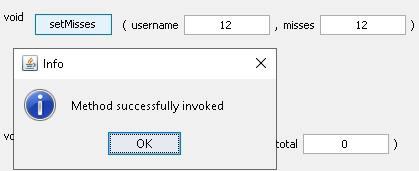 void setMisses ( username 12 , misses 12 )
Info
Method successfully invoked
OK
vo
total 0 )